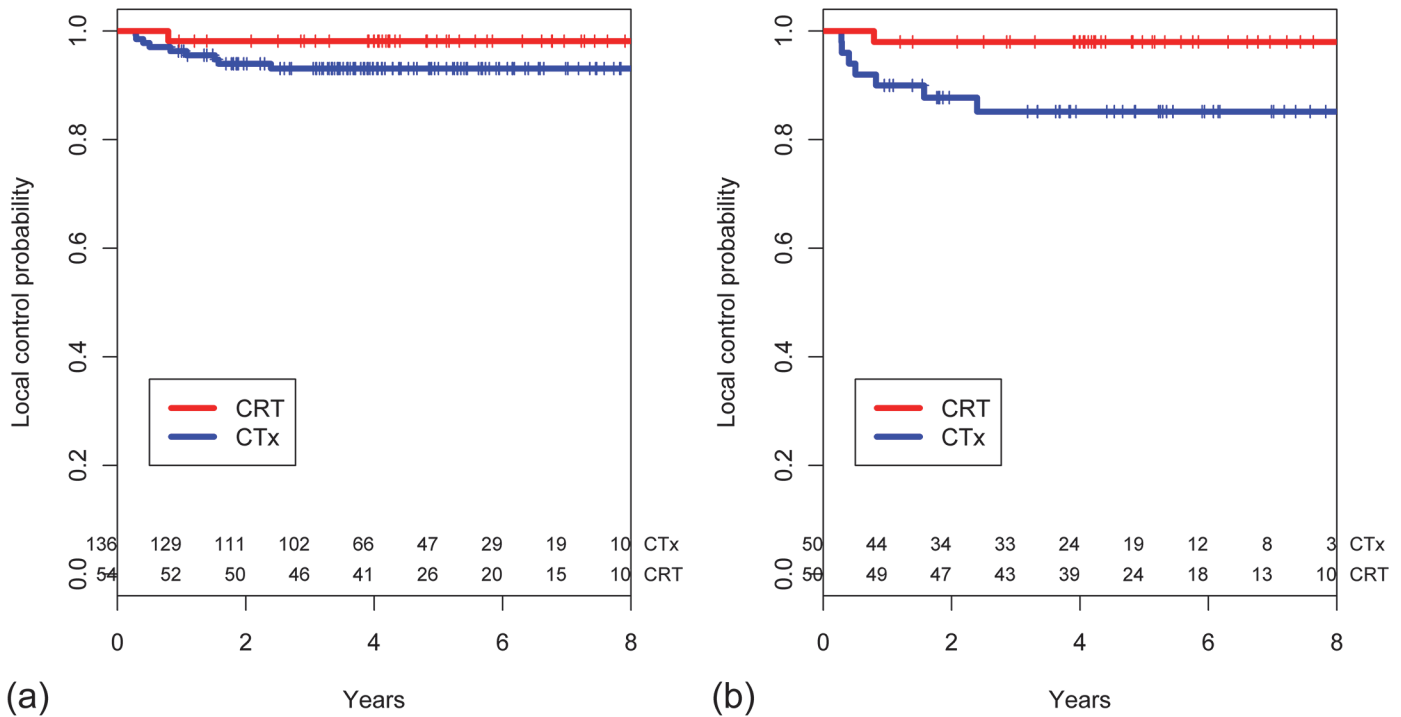 Local control probability
1.0
0.8
0.6
0.4
0.2
0.0
CRT
CTx
136 129 111 102 66 47 29 19 10 CTx
54 52 50 46 41 26 20 15 10 CRT
0 2 4 6 8
Years
(a)
Local control probability
1.0
0.8
0.6
0.4
0.2
0.0
CRT
CTx
50 44 34 33 24 19 12 8 3 CTx
50 49 47 43 39 24 18 13 10 CRT
0 2 4 6 8
Years
(b)